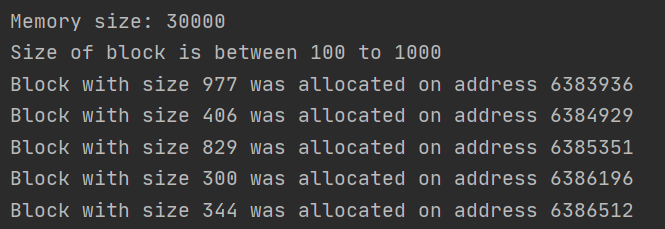 Memory size: 30000
Size of block is between 100 to 1000
Block with size 977 was allocated on address 6383936
Block with size 406 was allocated on address 6384929
Block with size 829 was allocated on address 6385351
Block with size 300 was allocated on address 6386196
Block with size 344 was allocated on address 6386512